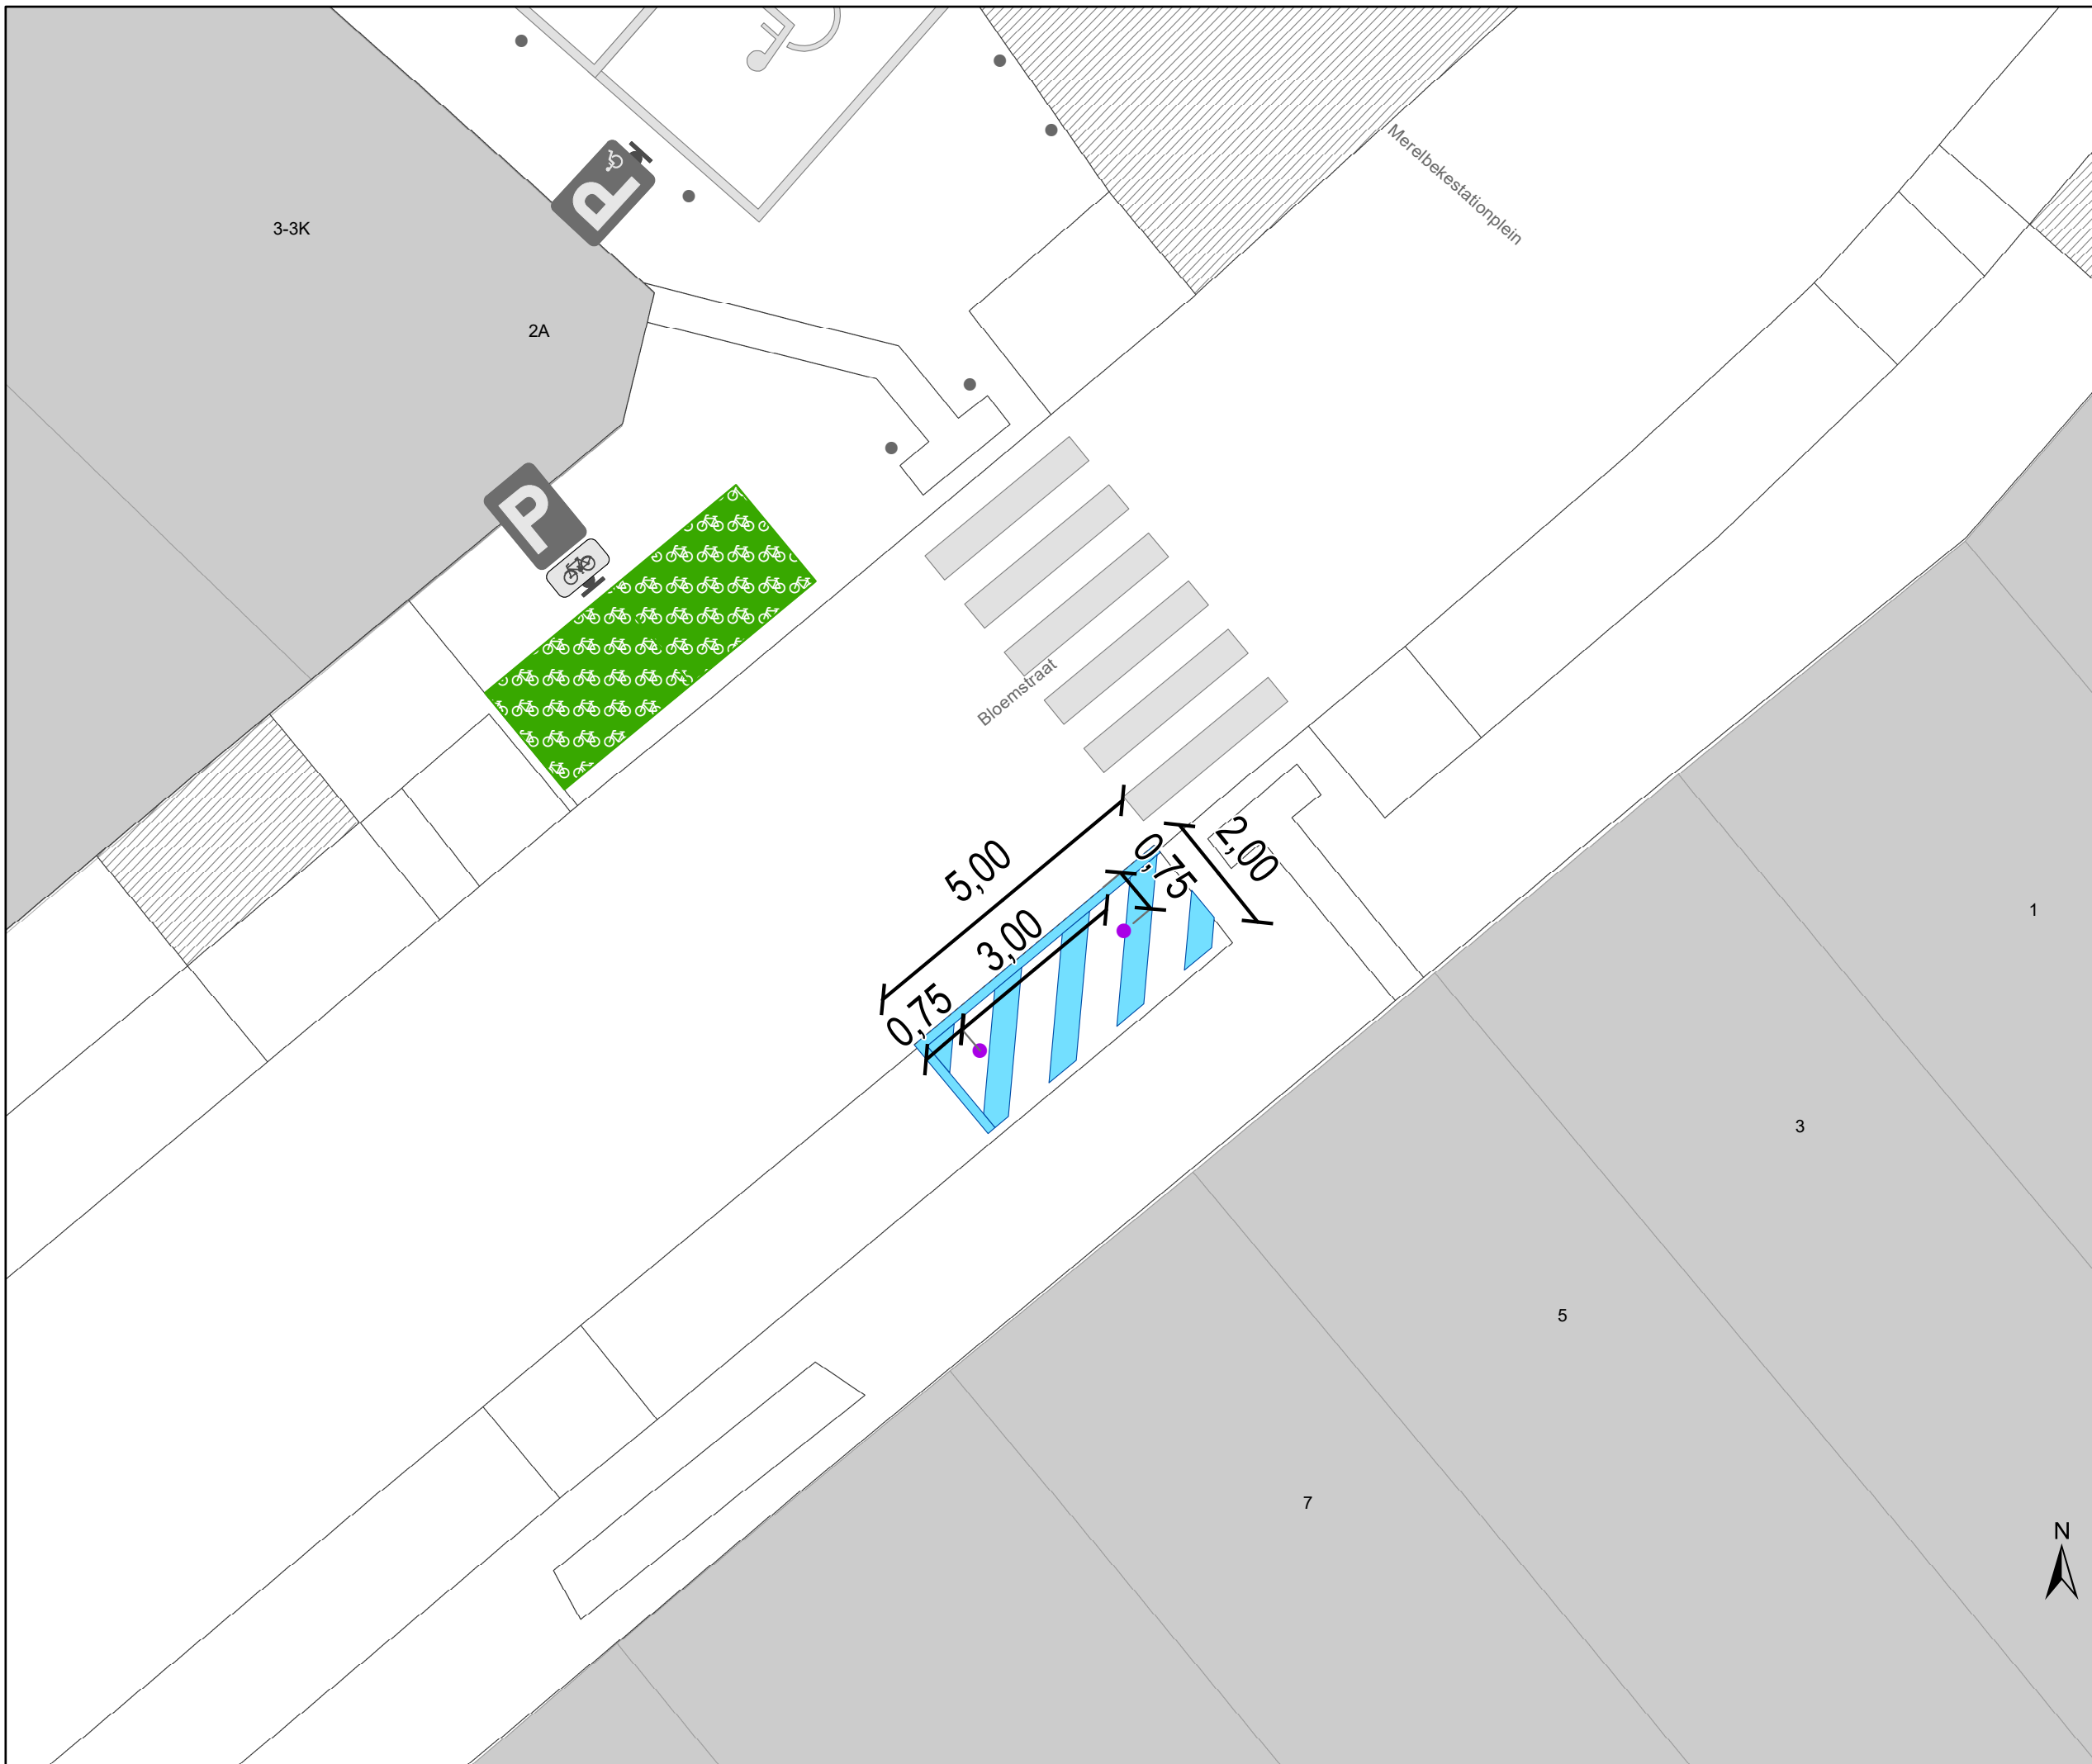 Merelbekestationplein
3-3K
2A
P
P
Bloemstraat
5,00
0,75
2,00
3,00
0,75
1
3
5
7
N